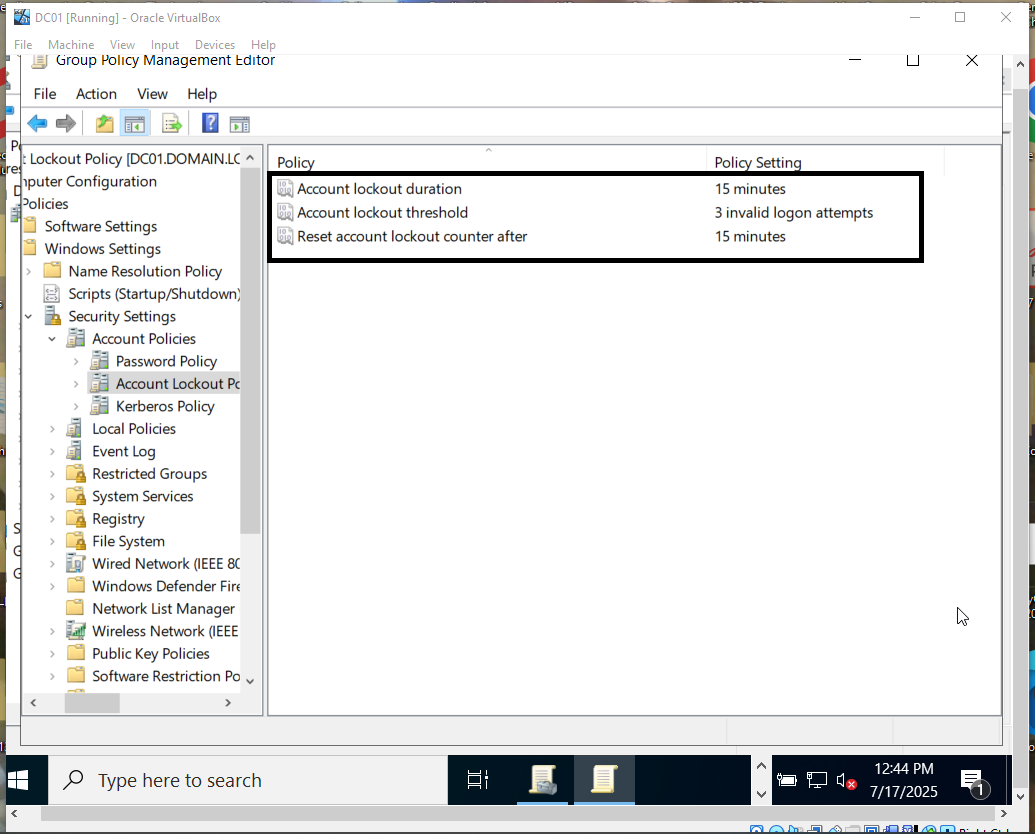 DC01 [Running] - Oracle VirtualBox
File Machine View Input Devices Help
Group Policy Management Editor
File Action View Help
t Lockout Policy [DC01.DOMAIN.LO
nputer Configuration
Policies
Software Settings
Windows Settings
Name Resolution Policy
Scripts (Startup/Shutdown)
Security Settings
Account Policies
Password Policy
Account Lockout Po
Kerberos Policy
Local Policies
Event Log
Restricted Groups
System Services
Registry
File System
Wired Network (IEEE 80
Windows Defender Fire
Network List Manager
Wireless Network (IEEE
Public Key Policies
Software Restriction Po
Policy Policy Setting
Account lockout duration 15 minutes
Account lockout threshold 3 invalid logon attempts
Reset account lockout counter after 15 minutes
Type here to search
12:44 PM
7/17/2025
1